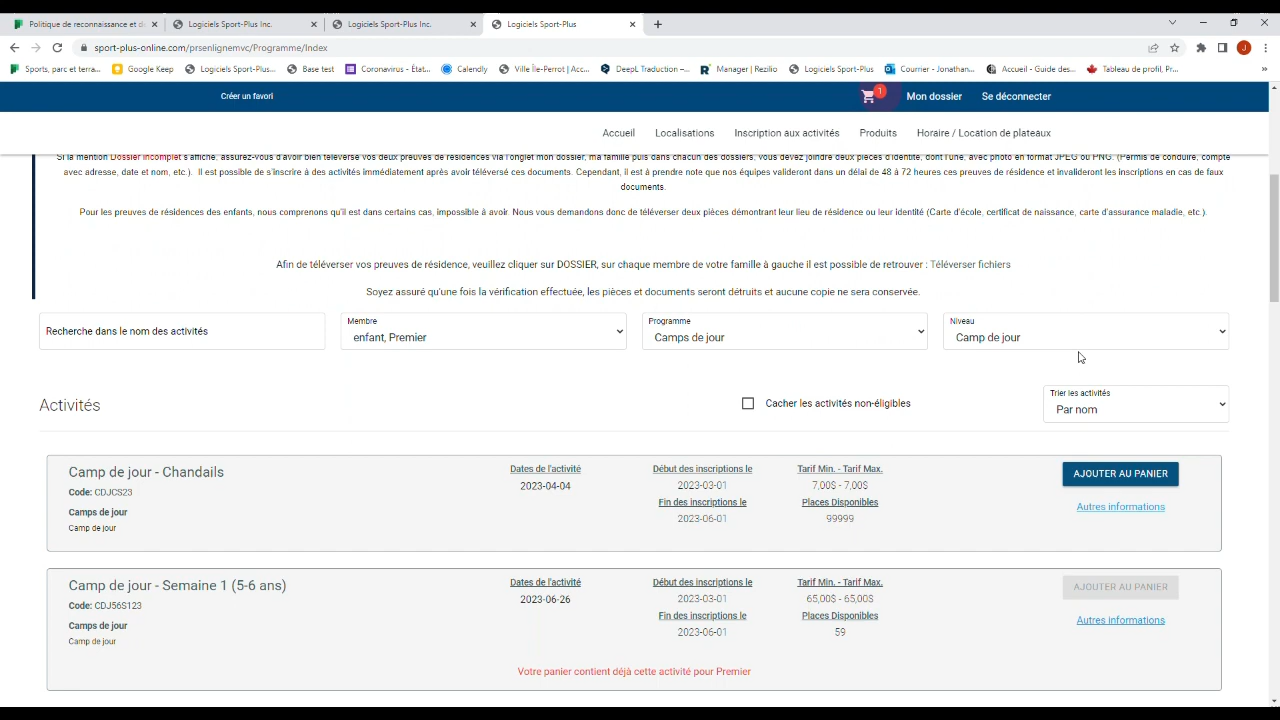 Politique de reconnaissance et de
Logiciels Sport-Plus Inc.
Logiciels Sport-Plus Inc.
Logiciels Sport-Plus
sport-plus-online.com/prsenlignemvc/Programme/Index
J
Sports, parc et terra...
Google Keep
Logiciels Sport-Plus...
Base test
Coronavirus - État...
Calendly
Ville Île-Perrot | Acc...
DeepL Traduction –...
Manager | Rezilio
Logiciels Sport-Plus
Courrier - Jonathan...
Accueil - Guide des...
Tableau de profil, Pr...
»
Créer un favori
1
Mon dossier
Se déconnecter
Accueil
Localisations
Inscription aux activités
Produits
Horaire / Location de plateaux
Si la mention Dossier incomplet s'affiche, assurez-vous d'avoir bien téléversé vos deux preuves de résidences via l'onglet mon dossier, ma famille puis dans chacun des dossiers. Vous devez joindre deux pièces d'identité, dont l'une, avec photo en format JPEG ou PNG. (Permis de conduire, compte
avec adresse, date et nom, etc.). Il est possible de s'inscrire à des activités immédiatement après avoir téléversé ces documents. Cependant, il est à prendre note que nos équipes valideront dans un délai de 48 à 72 heures ces preuves de résidence et invalideront les inscriptions en cas de faux
documents.
Pour les preuves de résidences des enfants, nous comprenons qu'il est dans certains cas, impossible à avoir. Nous vous demandons donc de téléverser deux pièces démontrant leur lieu de résidence ou leur identité (Carte d'école, certificat de naissance, carte d'assurance maladie, etc.).
Afin de téléverser vos preuves de résidence, veuillez cliquer sur DOSSIER, sur chaque membre de votre famille à gauche il est possible de retrouver : Téléverser fichiers
Soyez assuré qu'une fois la vérification effectuée, les pièces et documents seront détruits et aucune copie ne sera conservée.
Recherche dans le nom des activités
Membre
enfant, Premier
Programme
Camps de jour
Niveau
Camp de jour
Activités
Cacher les activités non-éligibles
Trier les activités
Par nom
Camp de jour - Chandails
Code: CDJCS23
Camps de jour
Camp de jour
Dates de l'activité
2023-04-04
Début des inscriptions le
2023-03-01
Fin des inscriptions le
2023-06-01
Tarif Min. - Tarif Max.
7,00$ - 7,00$
Places Disponibles
99999
AJOUTER AU PANIER
Autres informations
Camp de jour - Semaine 1 (5-6 ans)
Code: CDJ56S123
Camps de jour
Camp de jour
Dates de l'activité
2023-06-26
Début des inscriptions le
2023-03-01
Fin des inscriptions le
2023-06-01
Tarif Min. - Tarif Max.
65,00$ - 65,00$
Places Disponibles
59
AJOUTER AU PANIER
Autres informations
Votre panier contient déjà cette activité pour Premier